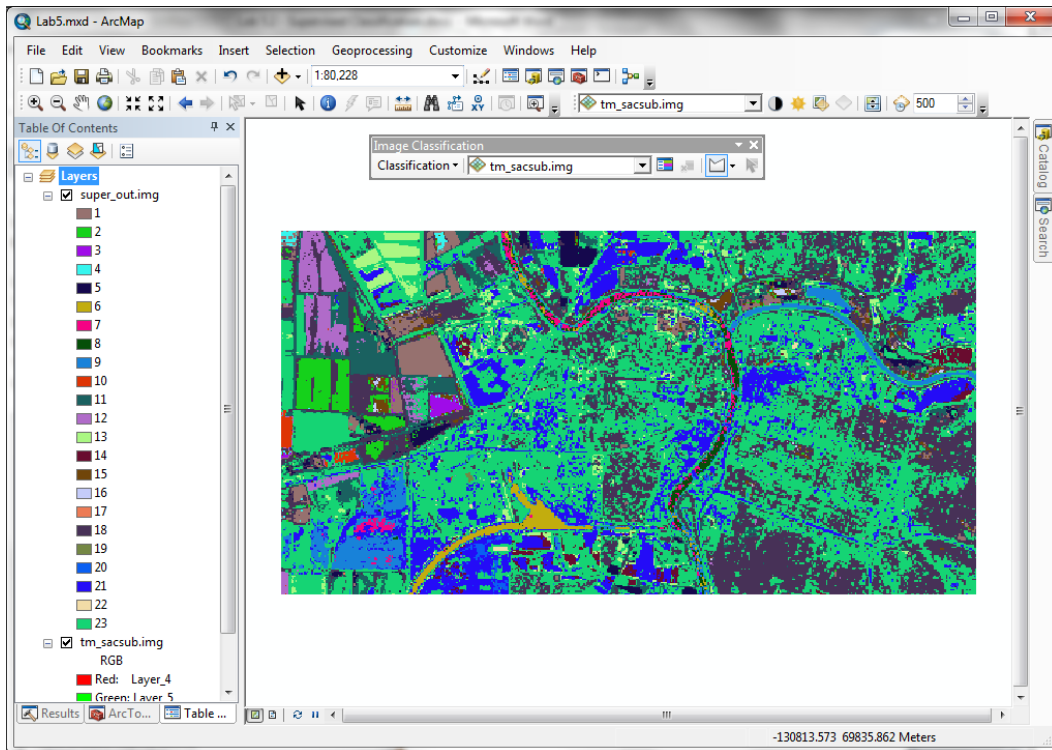 Lab5.mxd - ArcMap
File Edit View Bookmarks Insert Selection Geoprocessing Customize Windows Help
1:80,228
tm_sacsub.img 500
Table Of Contents
Image Classification
Classification tm_sacsub.img
Catalog
Search
Layers
super_out.img
1
2
3
4
5
6
7
8
9
10
11
12
13
14
15
16
17
18
19
20
21
22
23
tm_sacsub.img
RGB
Red: Layer_4
Green: Layer_5
Results ArcTo... Table ...
-130813.573 69835.862 Meters